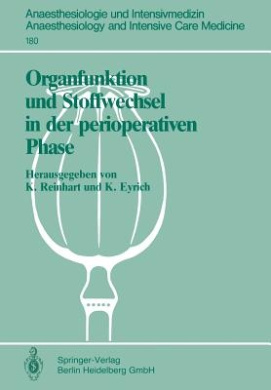 Anaesthesiologie und Intensivmedizin
Anaesthesiology and Intensive Care Medicine
180
Organfunktion
und Stoffwechsel
in der perioperativen
Phase
Herausgegeben von
K. Reinhart und K. Eyrich
Springer-Verlag
Berlin Heidelberg GmbH